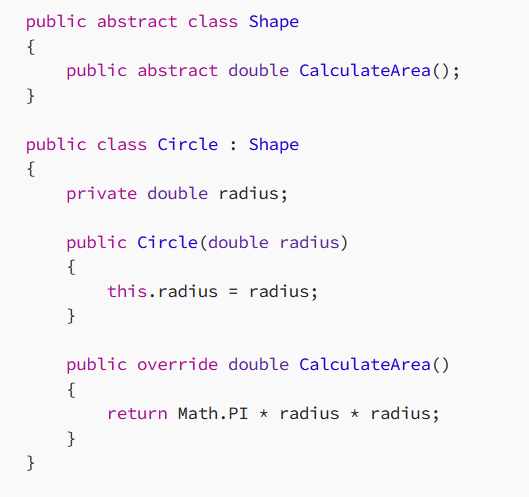 public abstract class Shape
{
    public abstract double CalculateArea();
}

public class Circle : Shape
{
    private double radius;

    public Circle(double radius)
    {
        this.radius = radius;
    }

    public override double CalculateArea()
    {
        return Math.PI * radius * radius;
    }
}